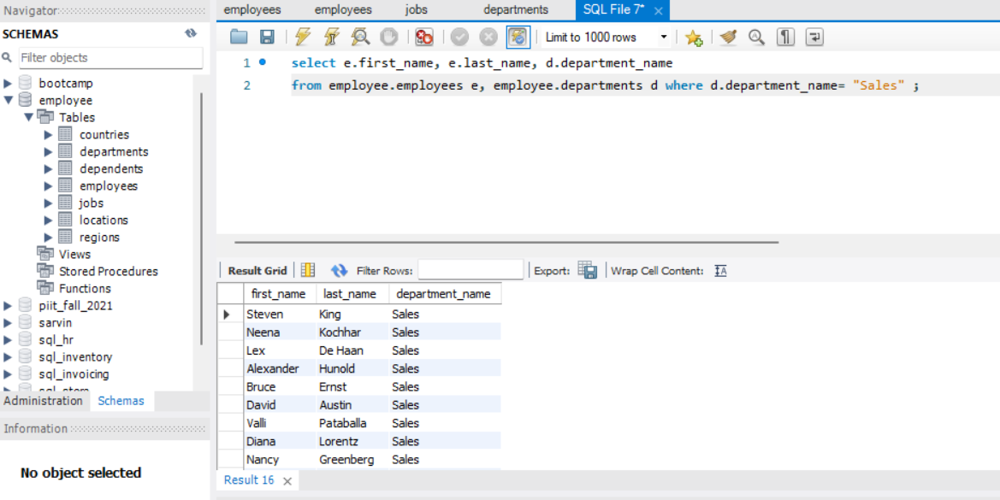 Navigator
SCHEMAS
Filter objects
bootcamp
employee
Tables
countries
departments
dependents
employees
jobs
locations
regions
Views
Stored Procedures
Functions
piit_fall_2021
sarvin
sql_hr
sql_inventory
sql_invoicing
sql_store
Administration Schemas
Information
No object selected
employees employees jobs departments SQL File 7* ×
Limit to 1000 rows
1 select e.first_name, e.last_name, d.department_name
2 from employee.employees e, employee.departments d where d.department_name= "Sales" ;
Result Grid Filter Rows: Export: Wrap Cell Content: IA
first_name last_name department_name
Steven King Sales
Neena Kochhar Sales
Lex De Haan Sales
Alexander Hunold Sales
Bruce Ernst Sales
David Austin Sales
Valli Pataballa Sales
Diana Lorentz Sales
Nancy Greenberg Sales
Result 16 ×